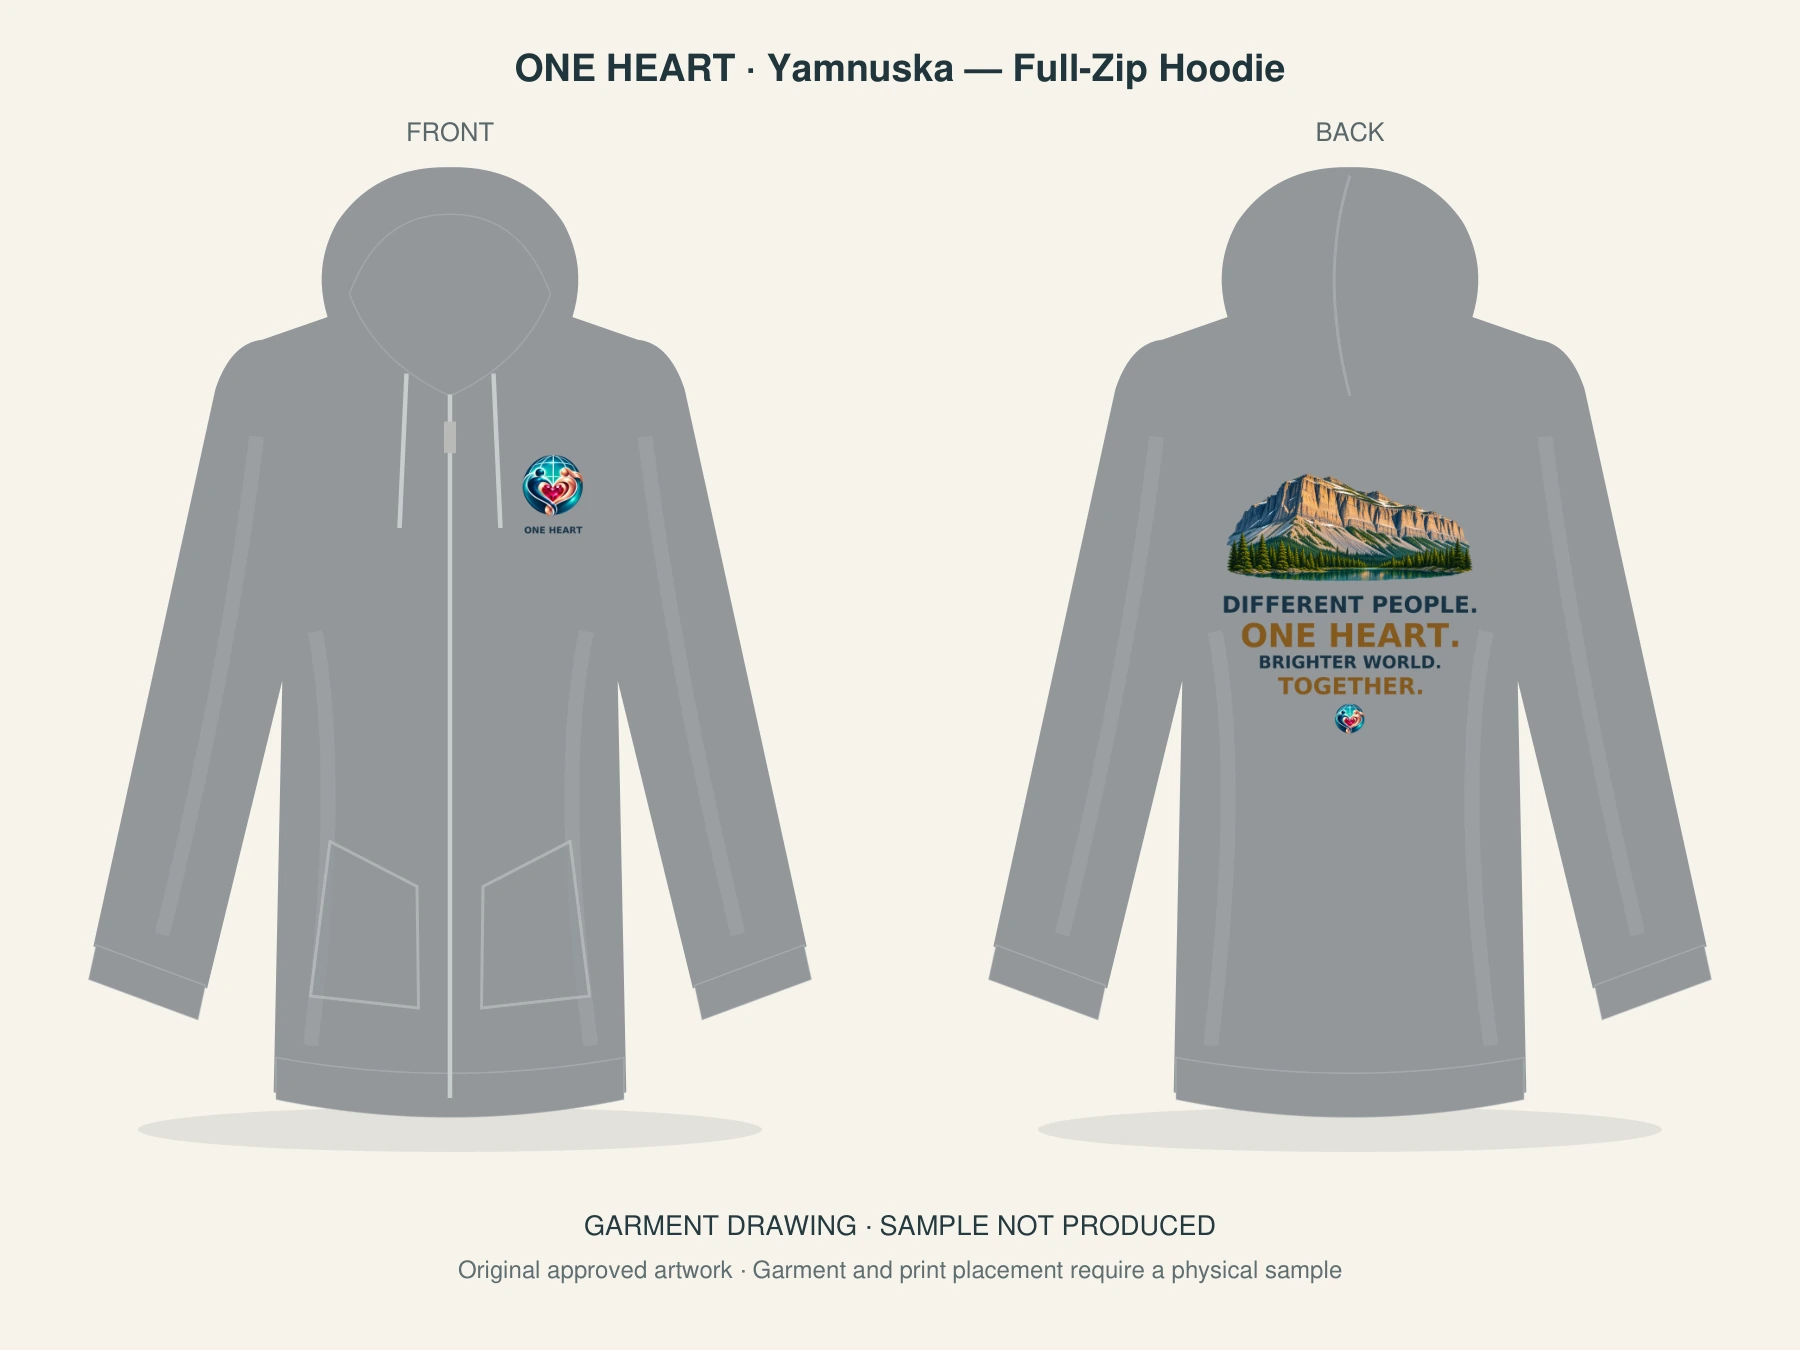 ONE HEART · Yamnuska — Full-Zip Hoodie
FRONT
BACK
ONE HEART
DIFFERENT PEOPLE.
ONE HEART.
BRIGHTER WORLD.
TOGETHER.
GARMENT DRAWING · SAMPLE NOT PRODUCED
Original approved artwork · Garment and print placement require a physical sample